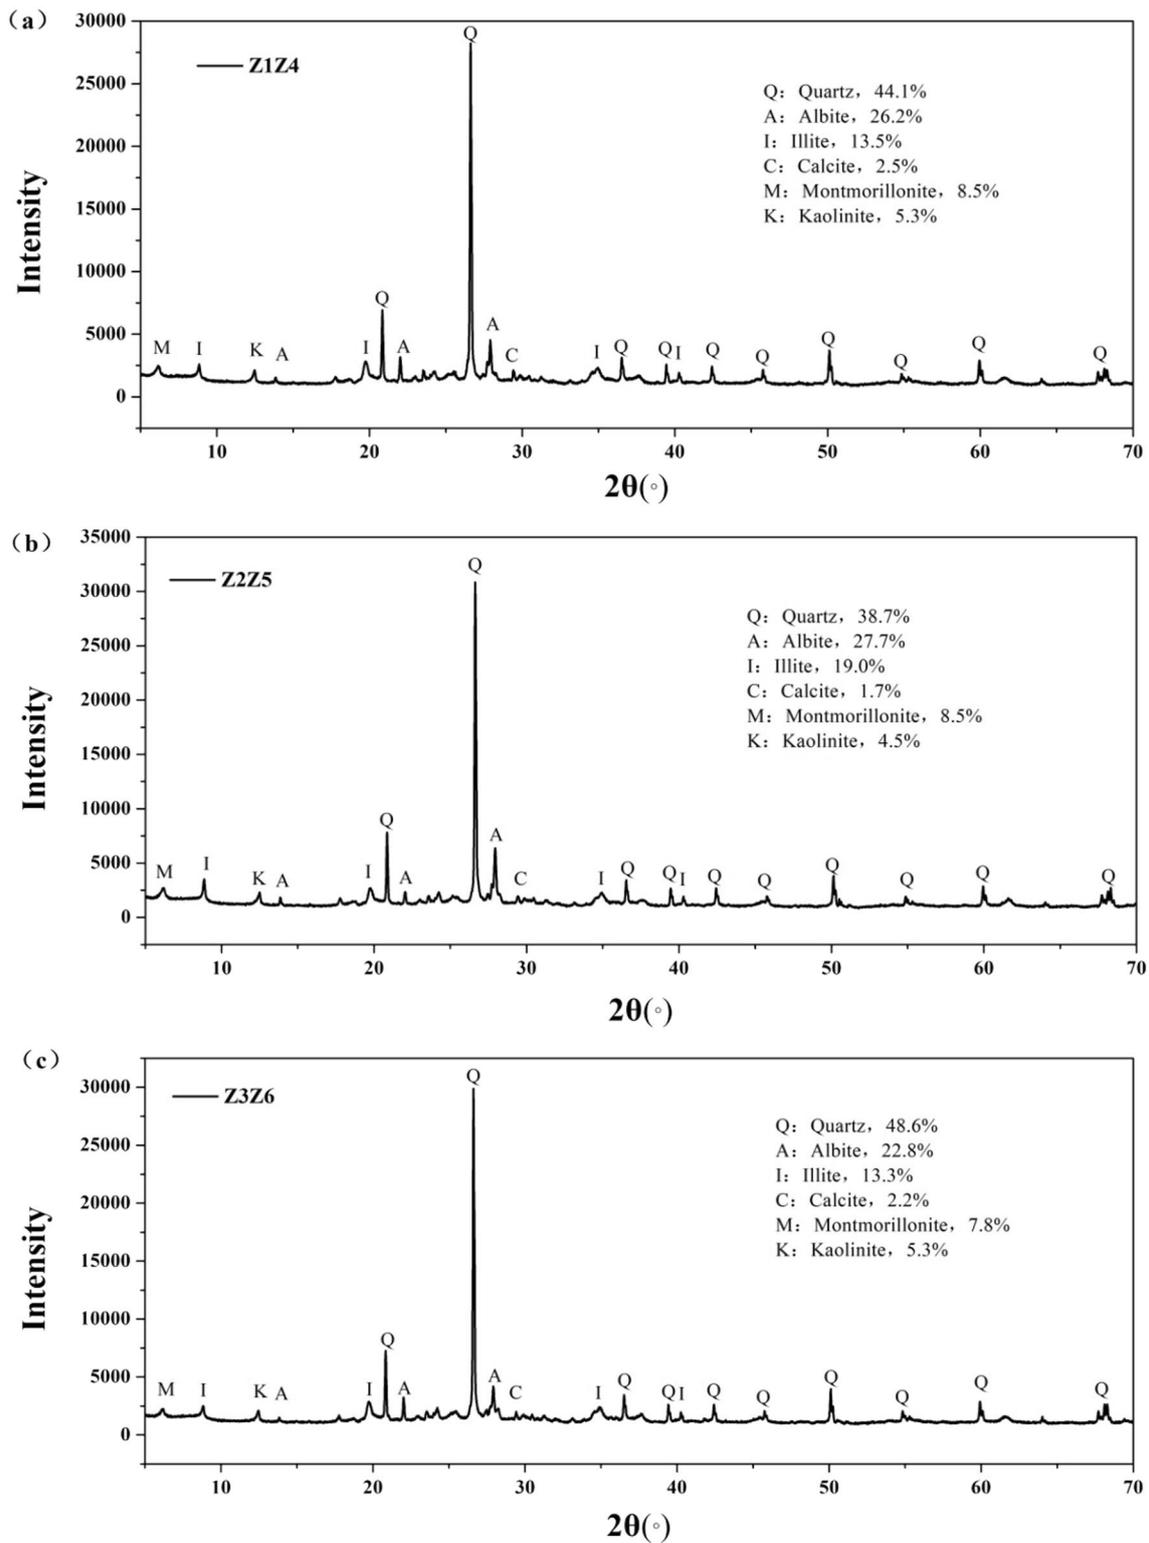 （a）
30000
25000
20000
15000
10000
5000
0
Intensity
Z1Z4
Q: Quartz, 44.1%
A: Albite, 26.2%
I: Illite, 13.5%
C: Calcite, 2.5%
M: Montmorillonite, 8.5%
K: Kaolinite, 5.3%
M I K A I Q A Q A C I Q Q I Q Q Q Q Q Q
10 20 30 40 50 60 70
2θ(◦)
（b）
35000
30000
25000
20000
15000
10000
5000
0
Intensity
Z2Z5
Q: Quartz, 38.7%
A: Albite, 27.7%
I: Illite, 19.0%
C: Calcite, 1.7%
M: Montmorillonite, 8.5%
K: Kaolinite, 4.5%
M I K A I Q A Q A C I Q Q I Q Q Q Q Q Q
10 20 30 40 50 60 70
2θ(◦)
（c）
30000
25000
20000
15000
10000
5000
0
Intensity
Z3Z6
Q: Quartz, 48.6%
A: Albite, 22.8%
I: Illite, 13.3%
C: Calcite, 2.2%
M: Montmorillonite, 7.8%
K: Kaolinite, 5.3%
M I K A I Q A Q A C I Q Q I Q Q Q Q Q Q
10 20 30 40 50 60 70
2θ(◦)